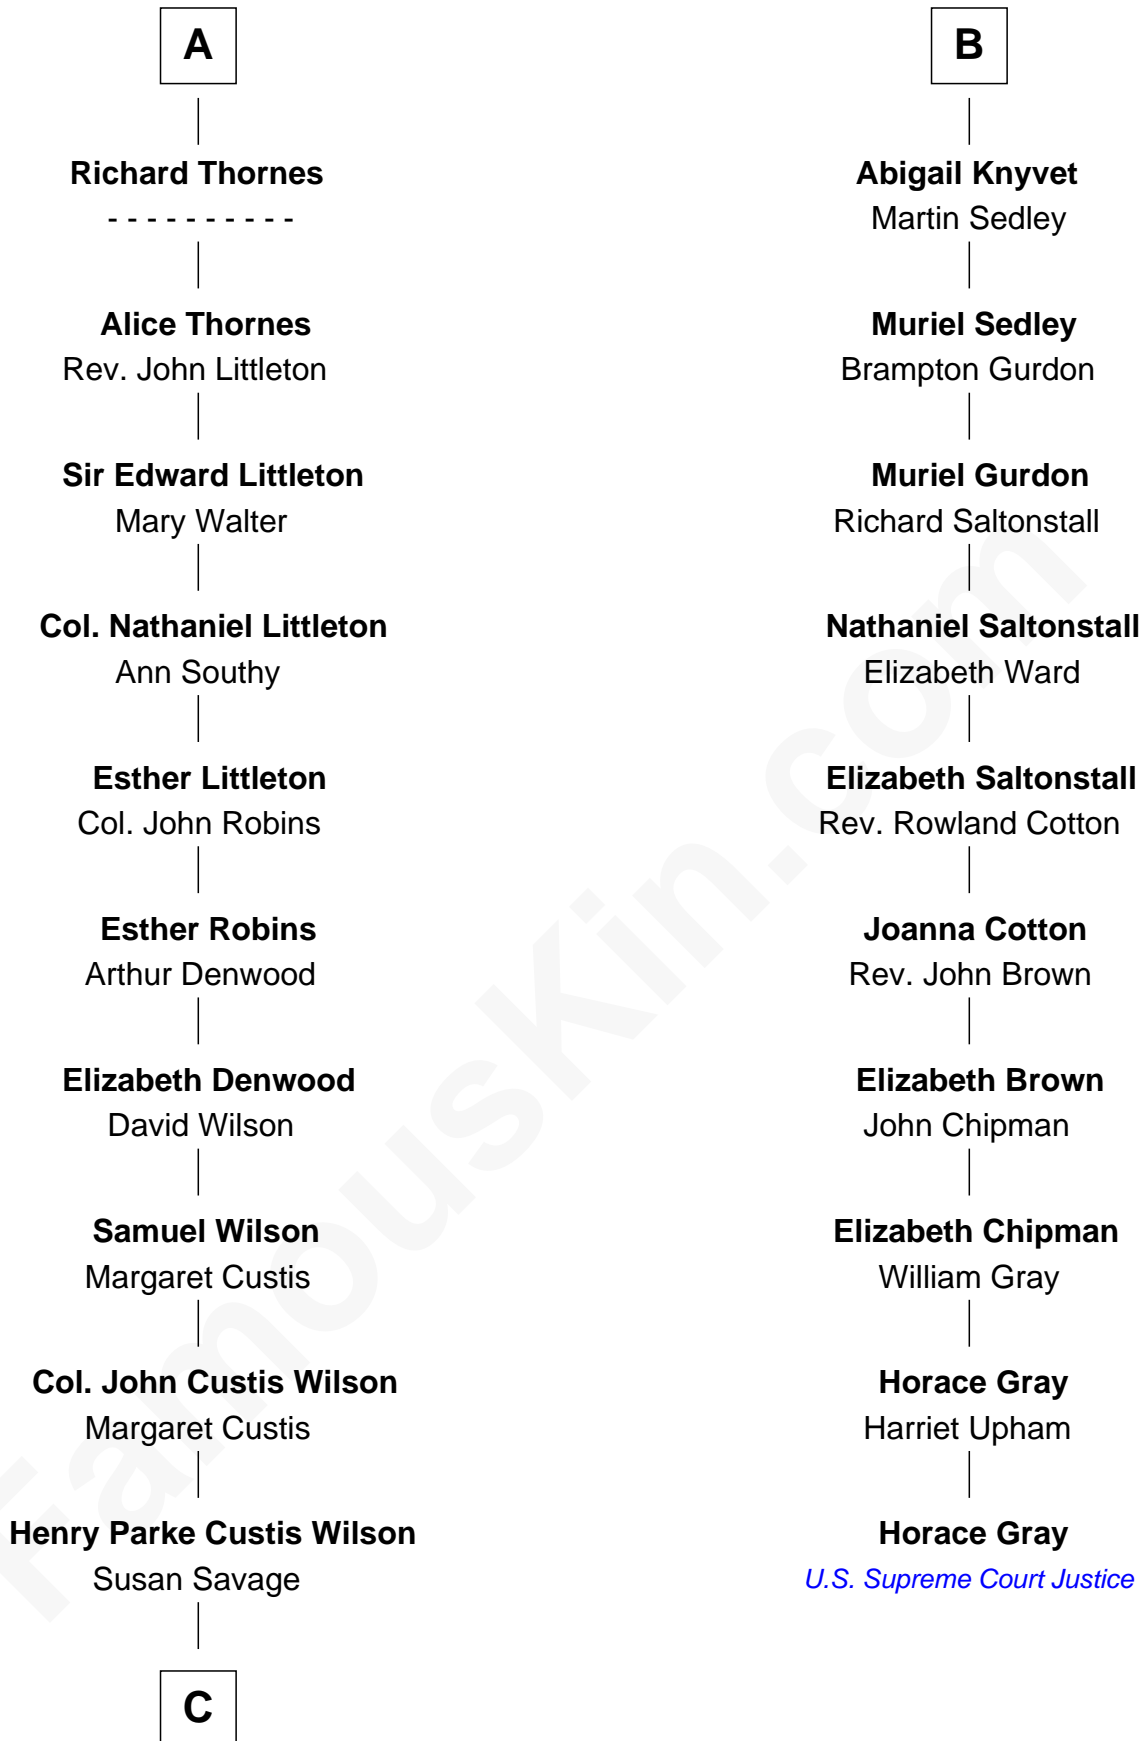 A
Richard Thornes
- - - - - - - - - -
Alice Thornes
Rev. John Littleton
Sir Edward Littleton
Mary Walter
Col. Nathaniel Littleton
Ann Southy
Esther Littleton
Col. John Robins
Esther Robins
Arthur Denwood
Elizabeth Denwood
David Wilson
Samuel Wilson
Margaret Custis
Col. John Custis Wilson
Margaret Custis
Henry Parke Custis Wilson
Susan Savage
C
B
Abigail Knyvet
Martin Sedley
Muriel Sedley
Brampton Gurdon
Muriel Gurdon
Richard Saltonstall
Nathaniel Saltonstall
Elizabeth Ward
Elizabeth Saltonstall
Rev. Rowland Cotton
Joanna Cotton
Rev. John Brown
Elizabeth Brown
John Chipman
Elizabeth Chipman
William Gray
Horace Gray
Harriet Upham
Horace Gray
U.S. Supreme Court Justice
FamousKin.com